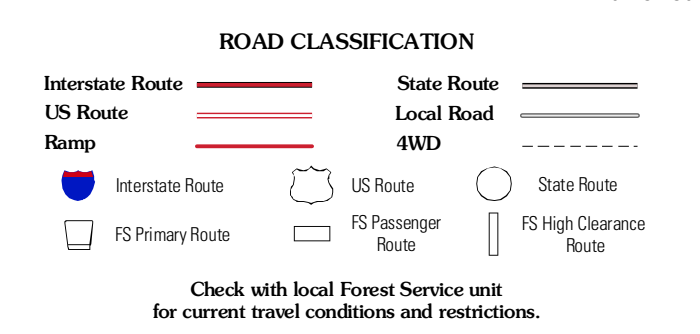 ROAD CLASSIFICATION
Interstate Route
State Route
US Route
Local Road
Ramp
4WD
Interstate Route
US Route
State Route
FS Primary Route
FS Passenger
Route
FS High Clearance
Route
Check with local Forest Service unit
for current travel conditions and restrictions.